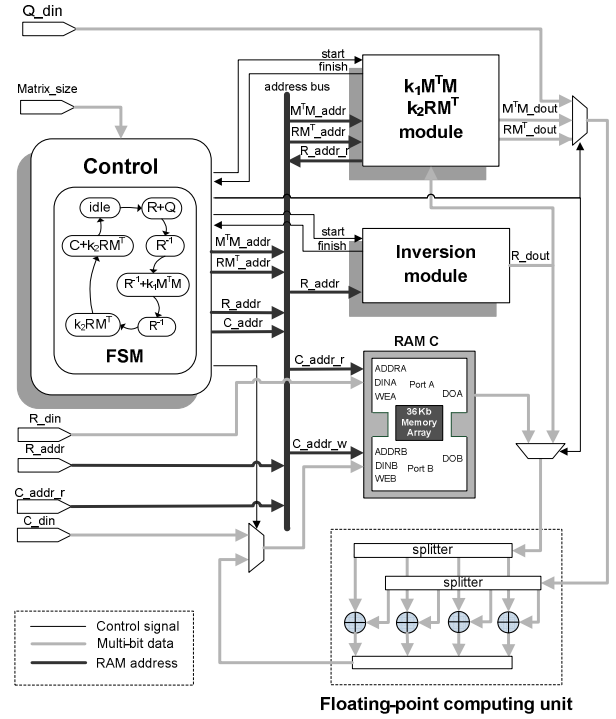 Q_din
Matrix_size
start
finish
address bus
k₁MᵀM
k₂RMᵀ
module
MᵀM_addr
RMᵀ_addr
R_addr_r
MᵀM_dout
RMᵀ_dout
Control
idle
R+Q
C+k₂RMᵀ
R⁻¹
R⁻¹+k₁MᵀM
k₂RMᵀ
R⁻¹
FSM
MᵀM_addr
RMᵀ_addr
R_addr
C_addr
start
finish
R_addr
Inversion
module
R_dout
RAM C
C_addr_r
ADDRA
DINA
Port A
WEA
DOA
36Kb
Memory
Array
C_addr_w
ADDRB
DINB
Port B
WEB
DOB
R_din
R_addr
C_addr_r
C_din
splitter
splitter
Control signal
Multi-bit data
RAM address
Floating-point computing unit